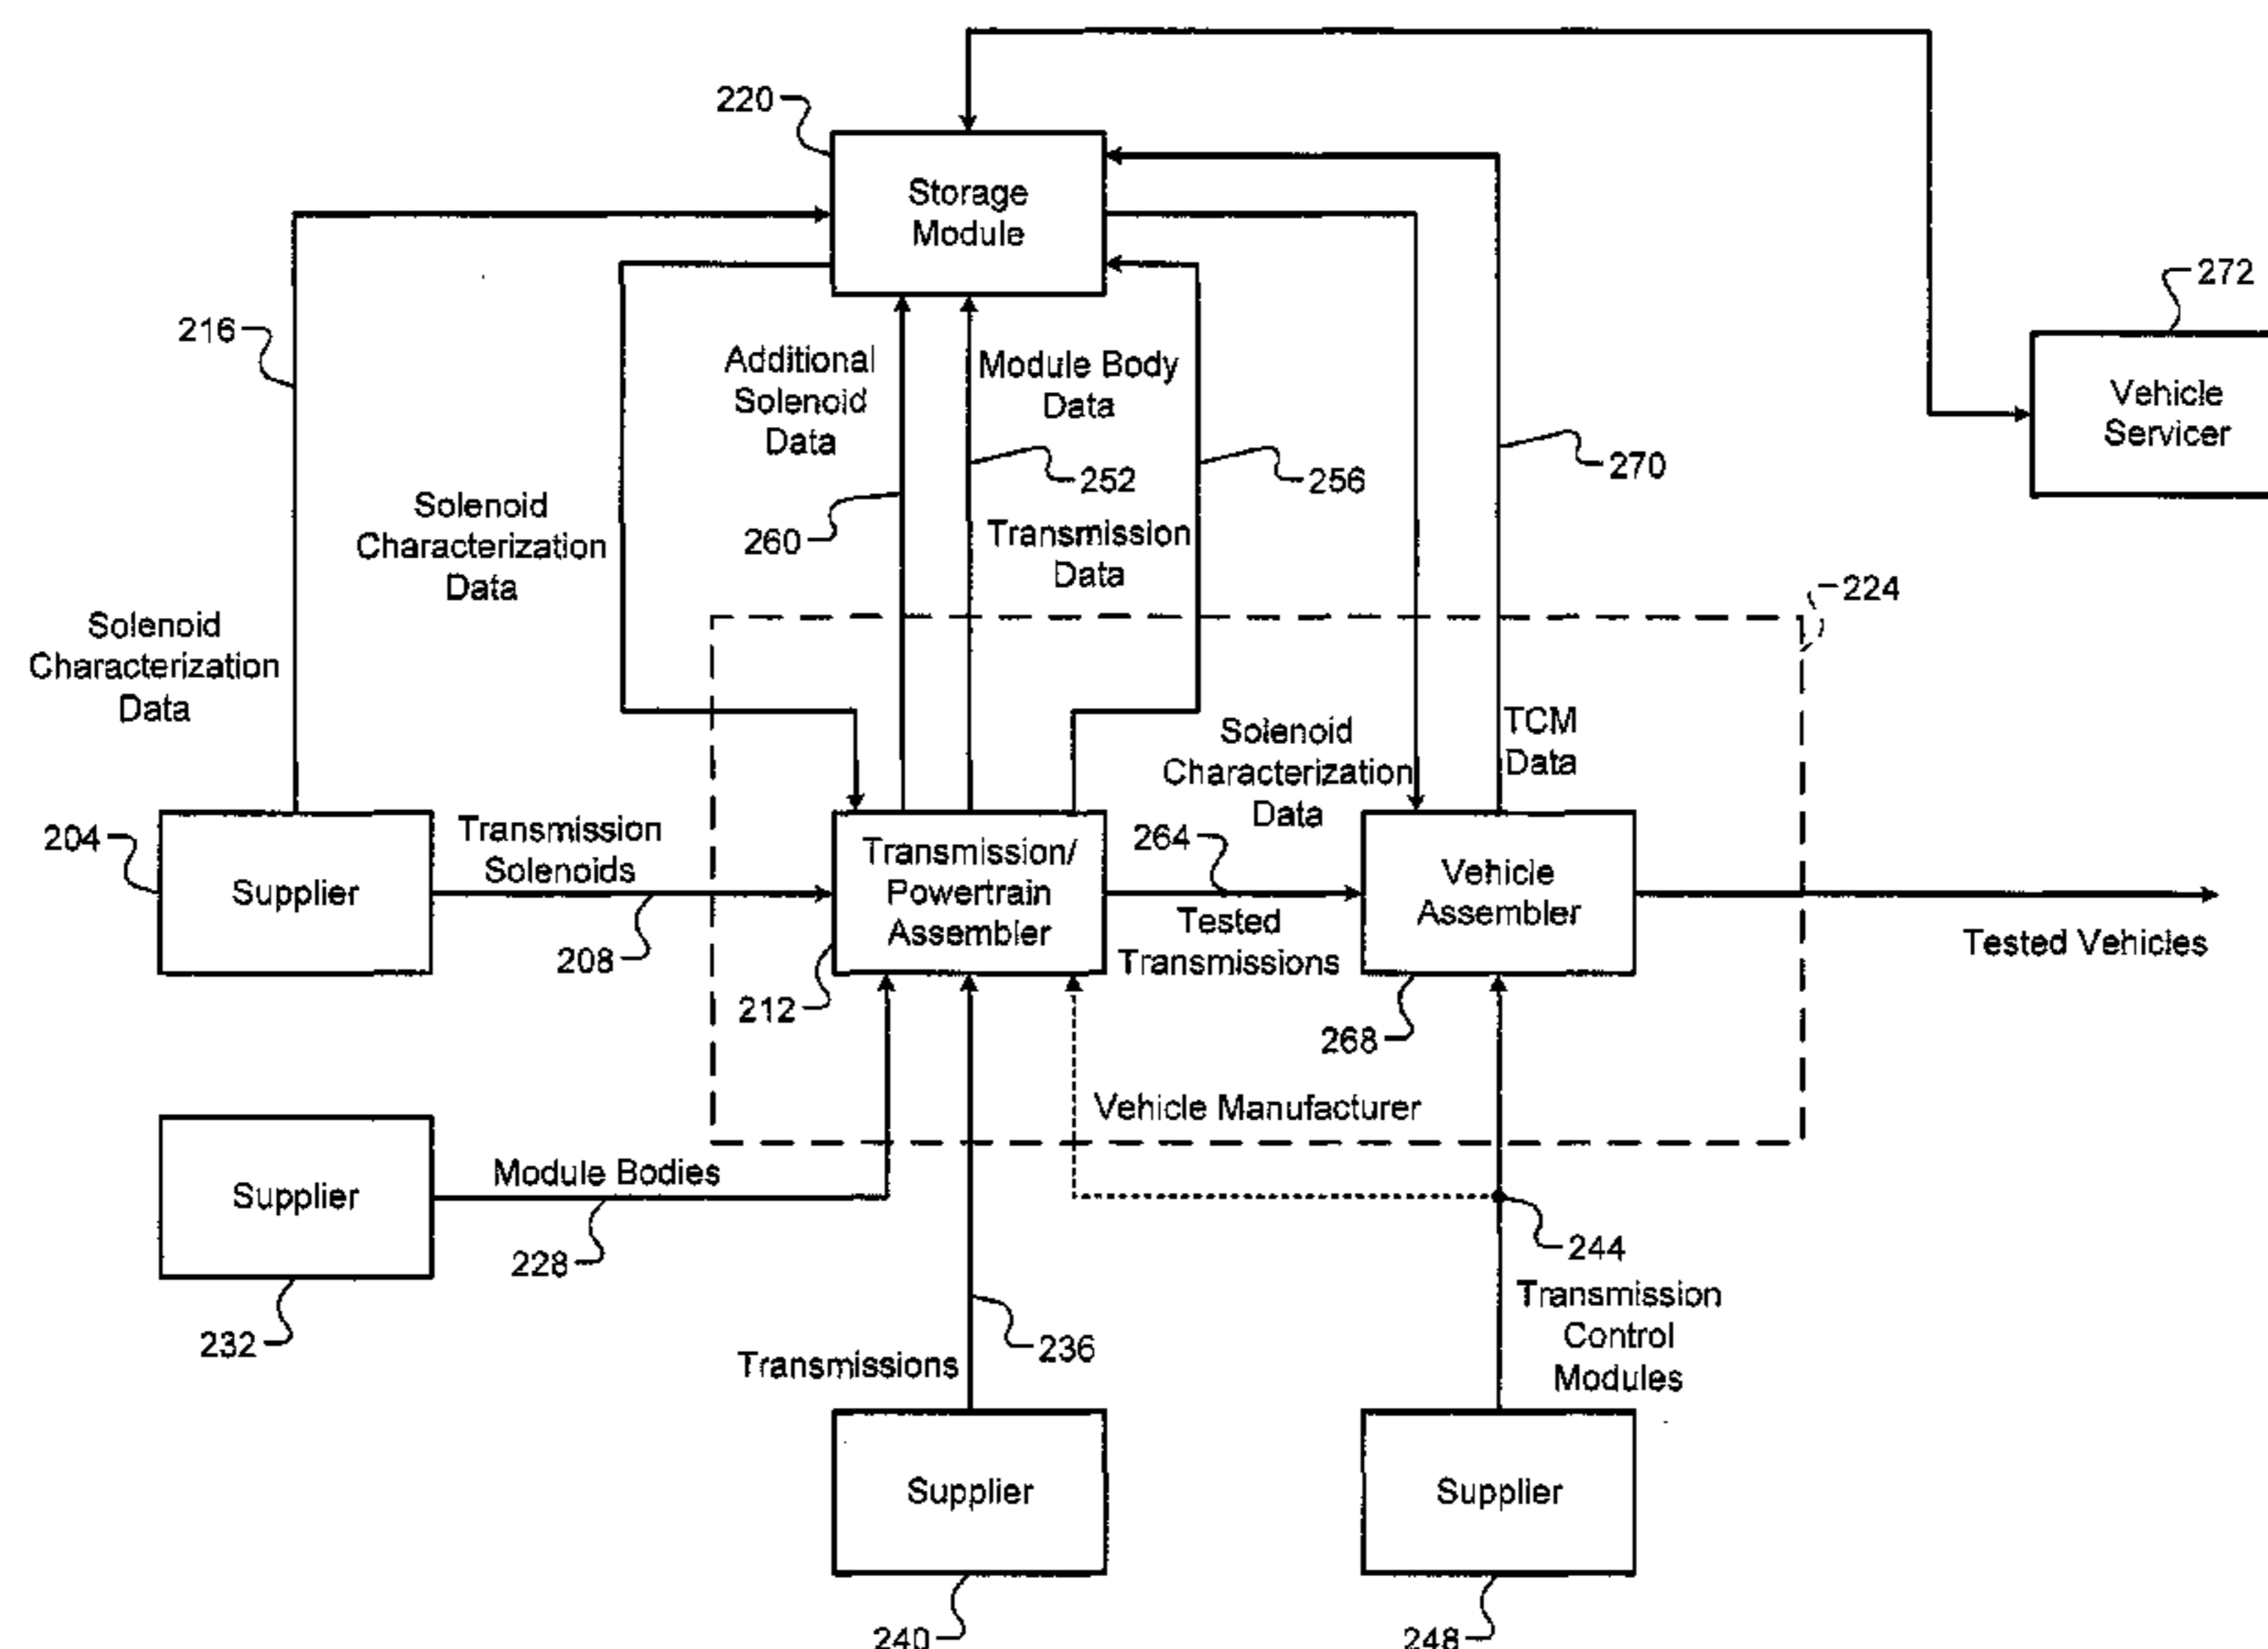 220
Storage
Module
272
216
Additional
Solenoid
Data
Module Body
Data
Vehicle
Servicer
252
256
270
Solenoid
Characterization
Data
260
Transmission
Data
224
Solenoid
Characterization
Data
Solenoid
Characterization
Data
TCM
Data
204
Supplier
Transmission
Solenoids
208
Transmission/
Powertrain
Assembler
212
264
Tested
Transmissions
Vehicle
Assembler
268
Tested Vehicles
Vehicle Manufacturer
Supplier
232
Module Bodies
228
244
Transmissions
236
Transmission
Control
Modules
Supplier
240
Supplier
248